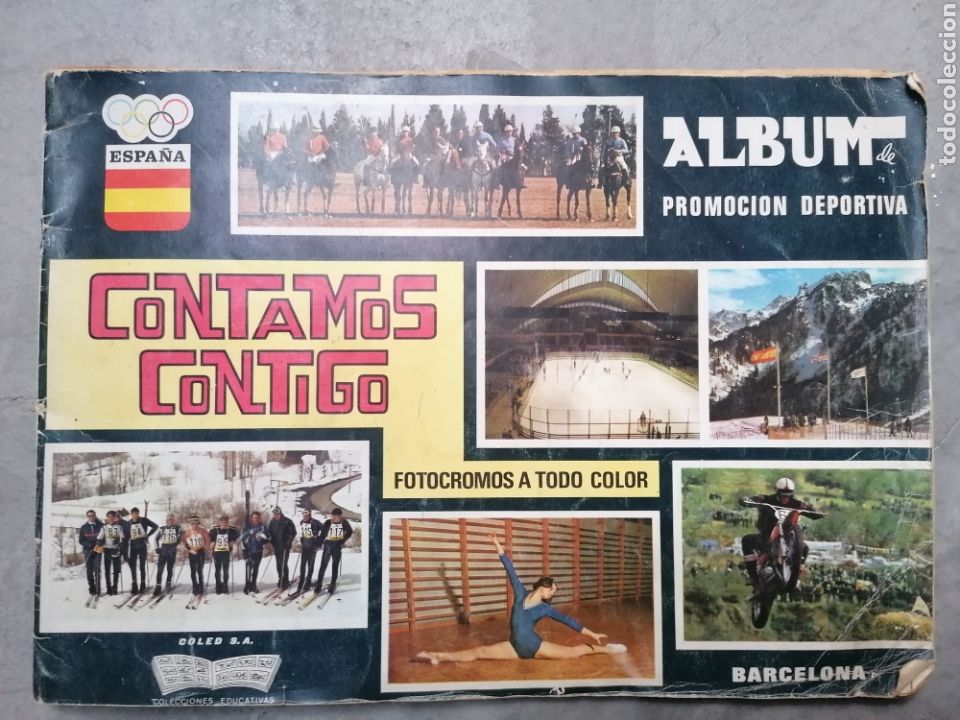 ESPAÑA
ALBUM de
PROMOCION DEPORTIVA
CONTAMOS
CONTIGO
FOTOCROMOS A TODO COLOR
COLED S.A.
COLECCIONES EDUCATIVAS
BARCELONA
todocoleccion